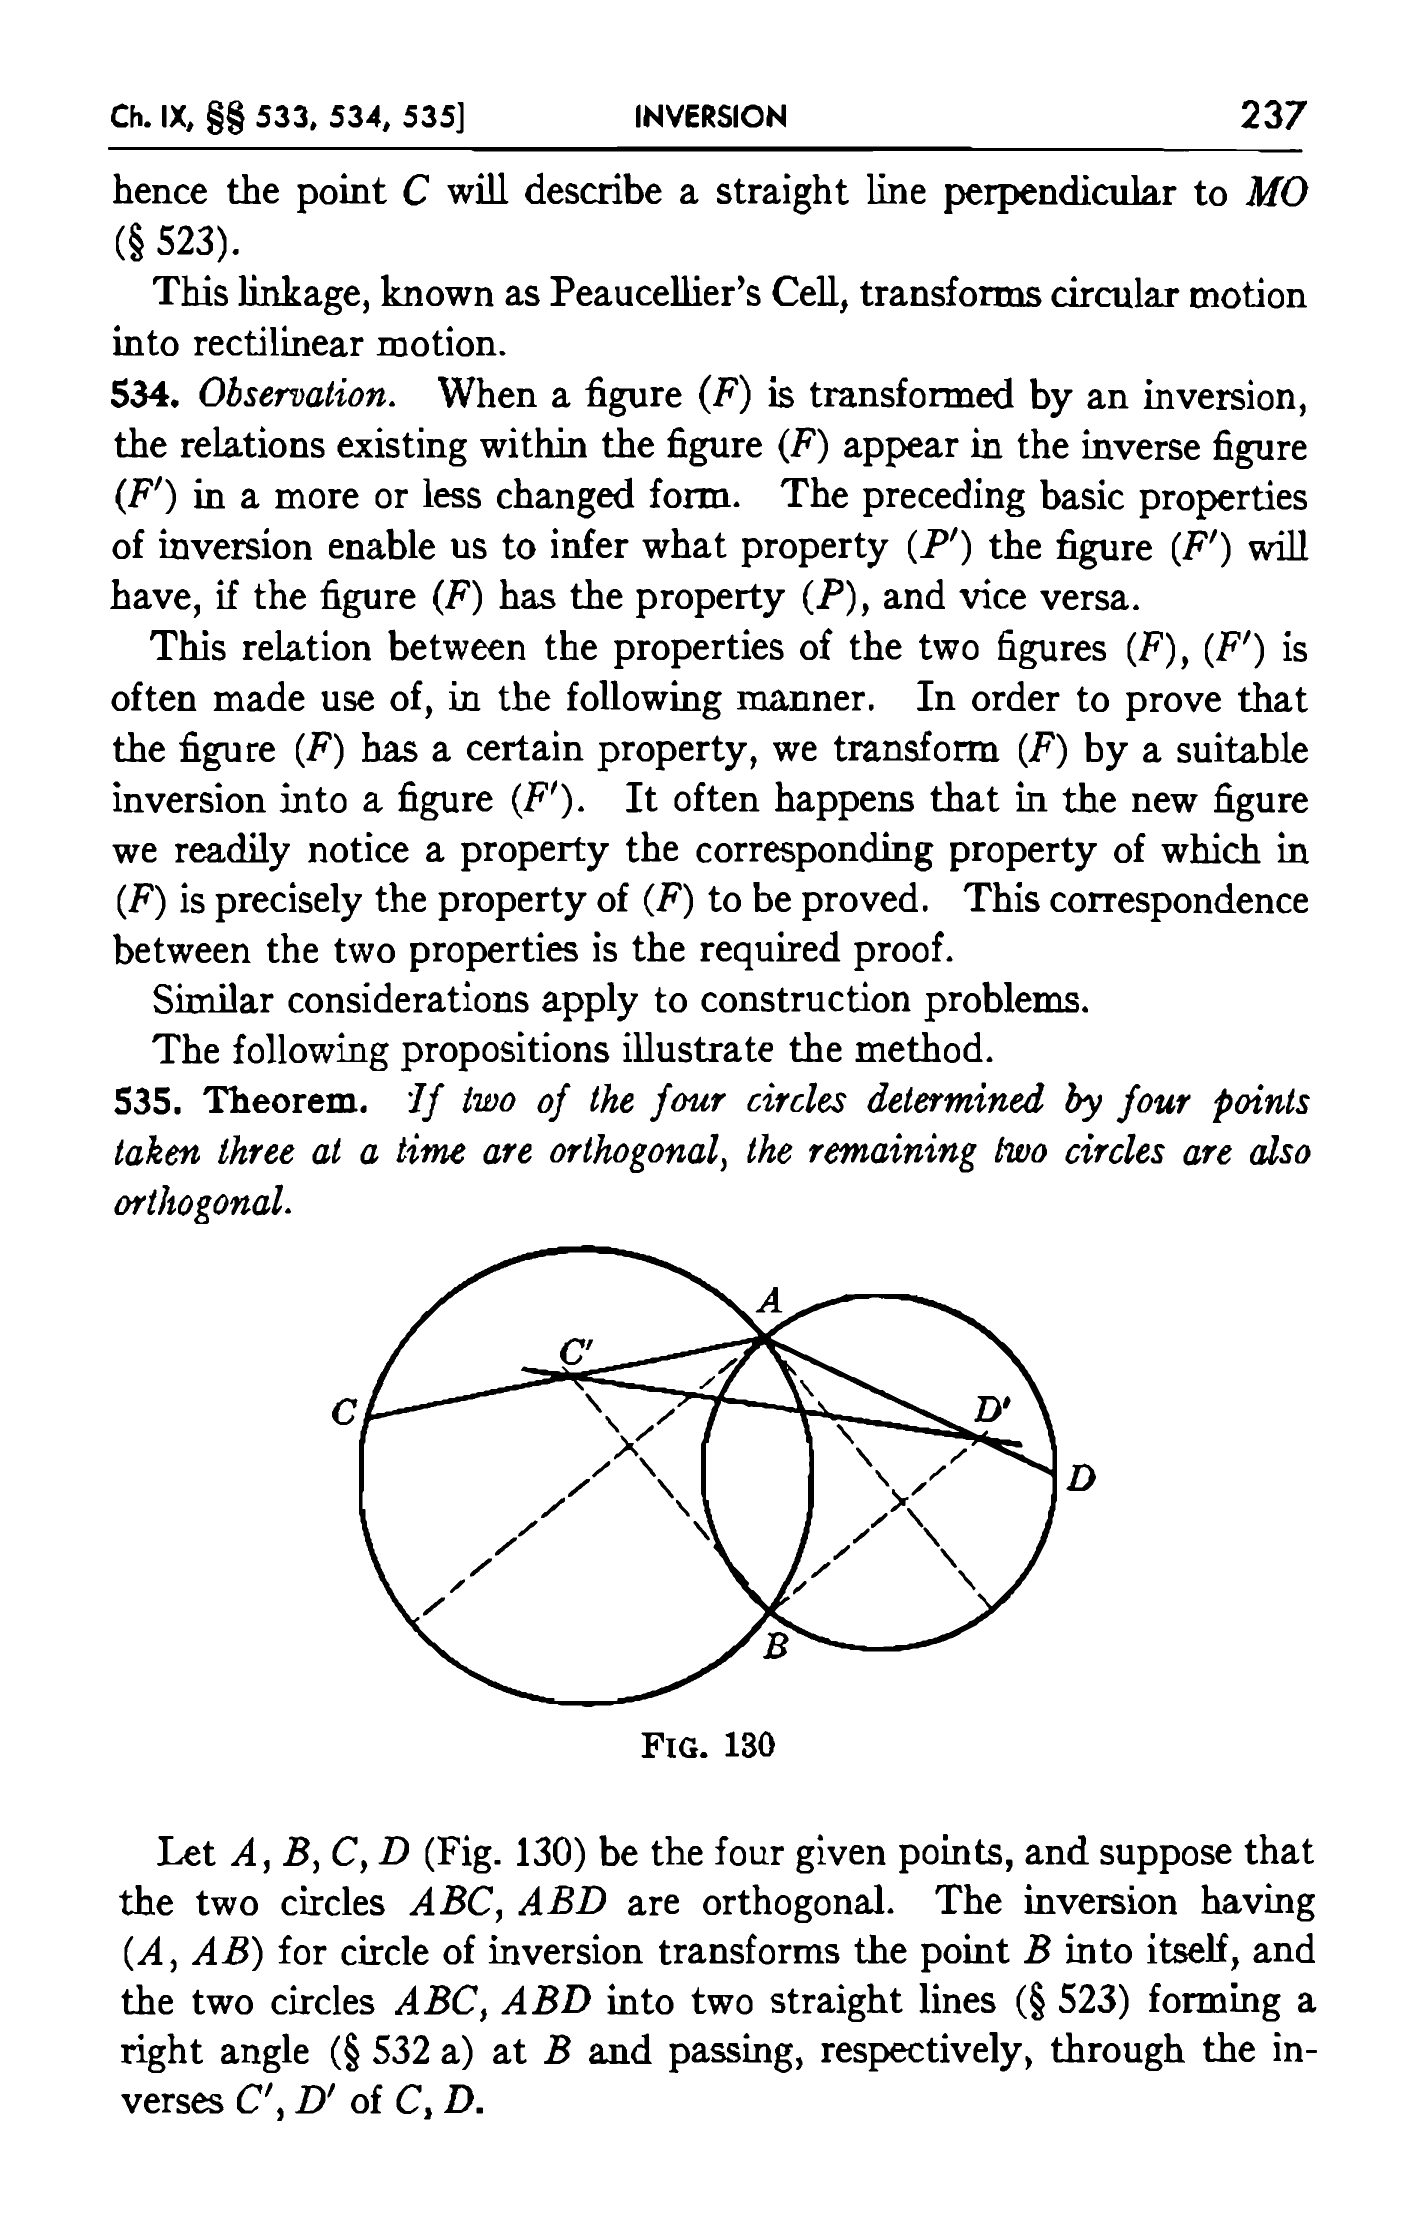 Ch. IX, §§ 533, 534, 535] INVERSION 237
hence the point C will describe a straight line perpendicular to MO
(§ 523).
This linkage, known as Peaucellier's Cell, transforms circular motion
into rectilinear motion.
534. Observation. When a figure (F) is transformed by an inversion,
the relations existing within the figure (F) appear in the inverse figure
(F') in a more or less changed form. The preceding basic properties
of inversion enable us to infer what property (P') the figure (F') will
have, if the figure (F) has the property (P), and vice versa.
This relation between the properties of the two figures (F), (F') is
often made use of, in the following manner. In order to prove that
the figure (F) has a certain property, we transform (F) by a suitable
inversion into a figure (F'). It often happens that in the new figure
we readily notice a property the corresponding property of which in
(F) is precisely the property of (F) to be proved. This correspondence
between the two properties is the required proof.
Similar considerations apply to construction problems.
The following propositions illustrate the method.
535. Theorem. If two of the four circles determined by four points
taken three at a time are orthogonal, the remaining two circles are also
orthogonal.
A
C'
C
D'
D
B
FIG. 130
Let A, B, C, D (Fig. 130) be the four given points, and suppose that
the two circles ABC, ABD are orthogonal. The inversion having
(A, AB) for circle of inversion transforms the point B into itself, and
the two circles ABC, ABD into two straight lines (§ 523) forming a
right angle (§ 532 a) at B and passing, respectively, through the in-
verses C', D' of C, D.